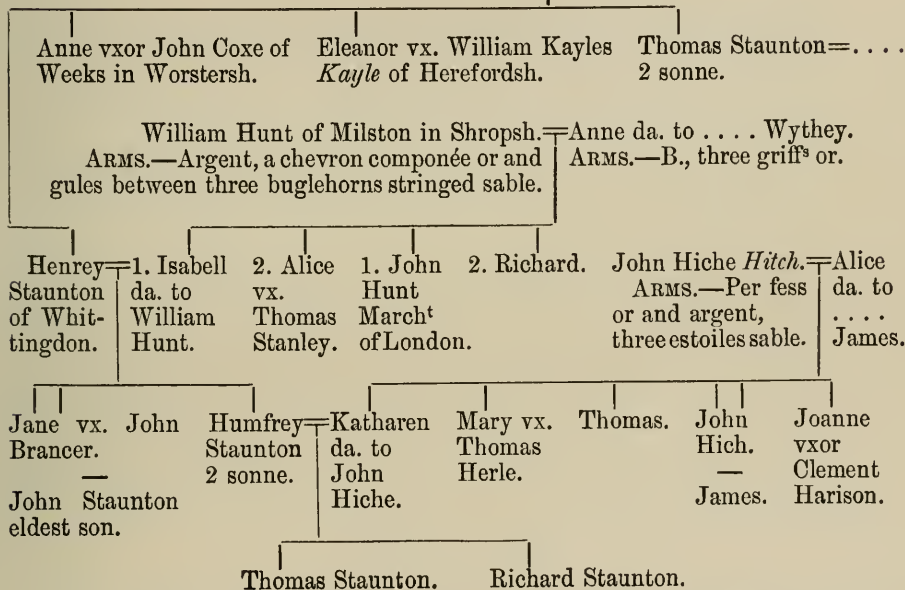 Anne vxor John Coxe of
Weeks in Worstersh.
Eleanor vx. William Kayles
Kayle of Herefordsh.
Thomas Staunton=. . . .
2 sonne.
William Hunt of Milston in Shropsh.=Anne da. to . . . . Wythey.
ARMS.—Argent, a chevron componée or and
gules between three buglehorns stringed sable.
ARMS.—B., three griffs or.
Henrey=1. Isabell
Staunton
of Whit-
tingdon.
da. to
William
Hunt.
2. Alice
vx.
Thomas
Stanley.
1. John
Hunt
Marcht
of London.
2. Richard.
John Hiche Hitch.=Alice
ARMS.—Per fess
or and argent,
three estoiles sable.
da. to
. . . .
James.
Jane vx. John
Brancer.
—
John Staunton
eldest son.
Humfrey=Katharen
Staunton
2 sonne.
da. to
John
Hiche.
Mary vx.
Thomas
Herle.
Thomas.
John
Hich.
—
James.
Joanne
vxor
Clement
Harison.
Thomas Staunton.
Richard Staunton.